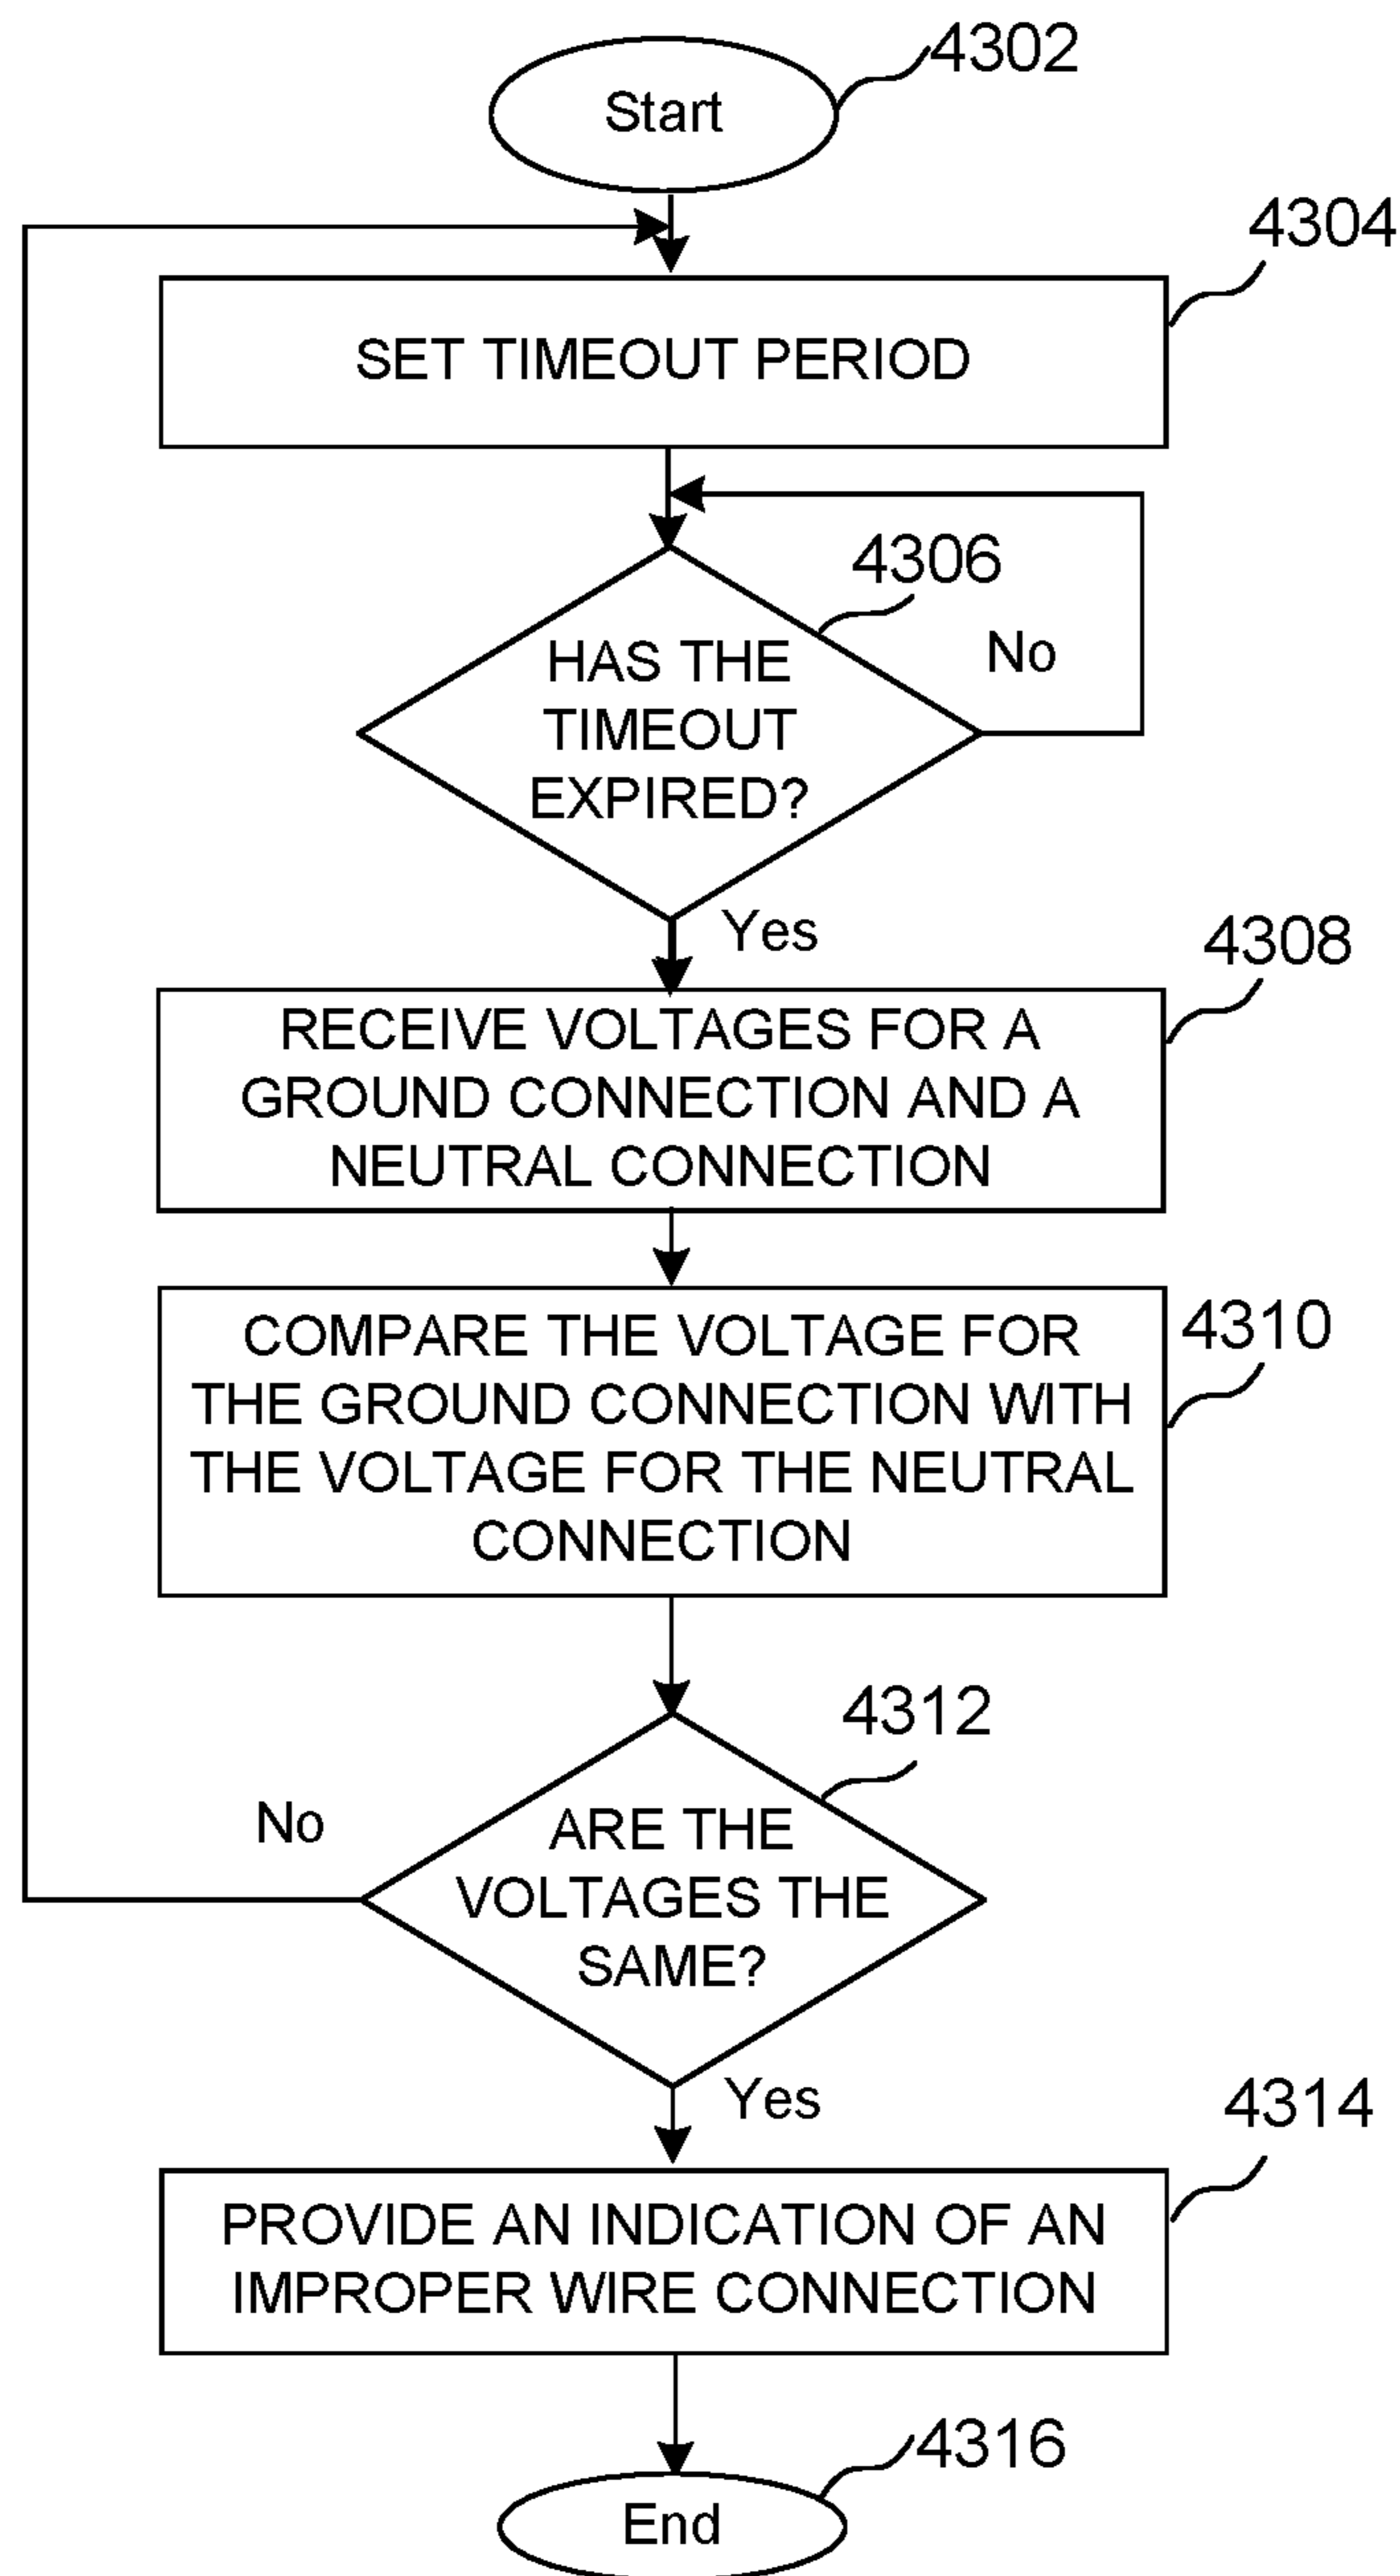 4302
Start
4304
SET TIMEOUT PERIOD
4306
No
HAS THE
TIMEOUT
EXPIRED?
Yes
4308
RECEIVE VOLTAGES FOR A
GROUND CONNECTION AND A
NEUTRAL CONNECTION
4310
COMPARE THE VOLTAGE FOR
THE GROUND CONNECTION WITH
THE VOLTAGE FOR THE NEUTRAL
CONNECTION
4312
No
ARE THE
VOLTAGES THE
SAME?
Yes
4314
PROVIDE AN INDICATION OF AN
IMPROPER WIRE CONNECTION
4316
End